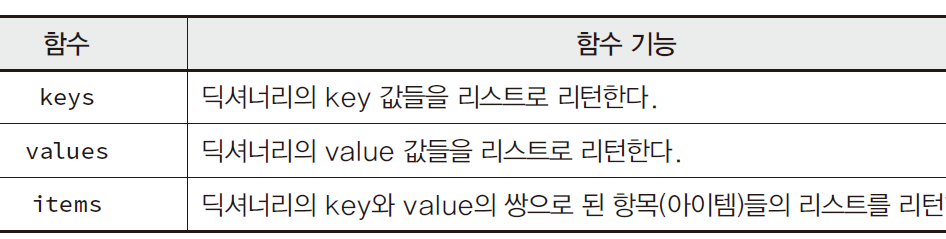 함수 함수 기능
keys 딕셔너리의 key 값들을 리스트로 리턴한다.
values 딕셔너리의 value 값들을 리스트로 리턴한다.
items 딕셔너리의 key와 value의 쌍으로 된 항목(아이템)들의 리스트를 리턴